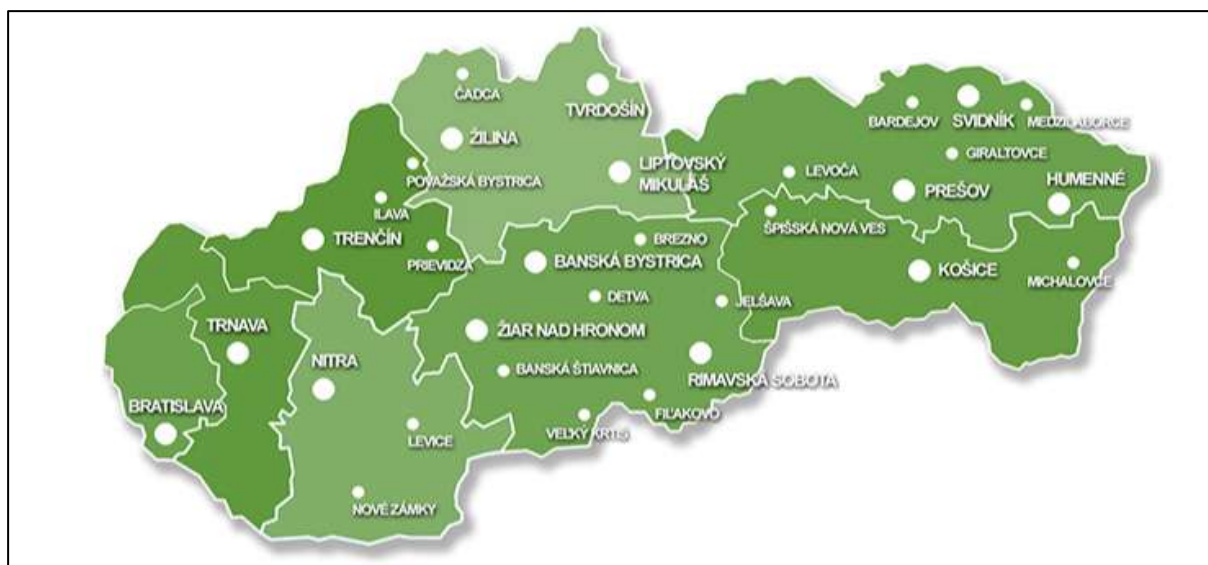 ČADCA
TVRDOŠÍN
BARDEJOV
SVIDNÍK
MEDZILABORCE
ŽILINA
GIRALTOVCE
POVAŽSKÁ BYSTRICA
LIPTOVSKÝ
MIKULÁŠ
LEVOČA
PREŠOV
HUMENNÉ
ILAVA
ŠPIŠSKÁ NOVÁ VES
TRENČÍN
PRIEVIDZA
BREZNO
BANSKÁ BYSTRICA
KOŠICE
MICHALOVCE
DETVA
JELŠAVA
TRNAVA
ŽIAR NAD HRONOM
NITRA
BANSKÁ ŠTIAVNICA
RIMAVSKÁ SOBOTA
BRATISLAVA
FIĽAKOVO
LEVICE
VEĽKÝ KRTIŠ
NOVÉ ZÁMKY